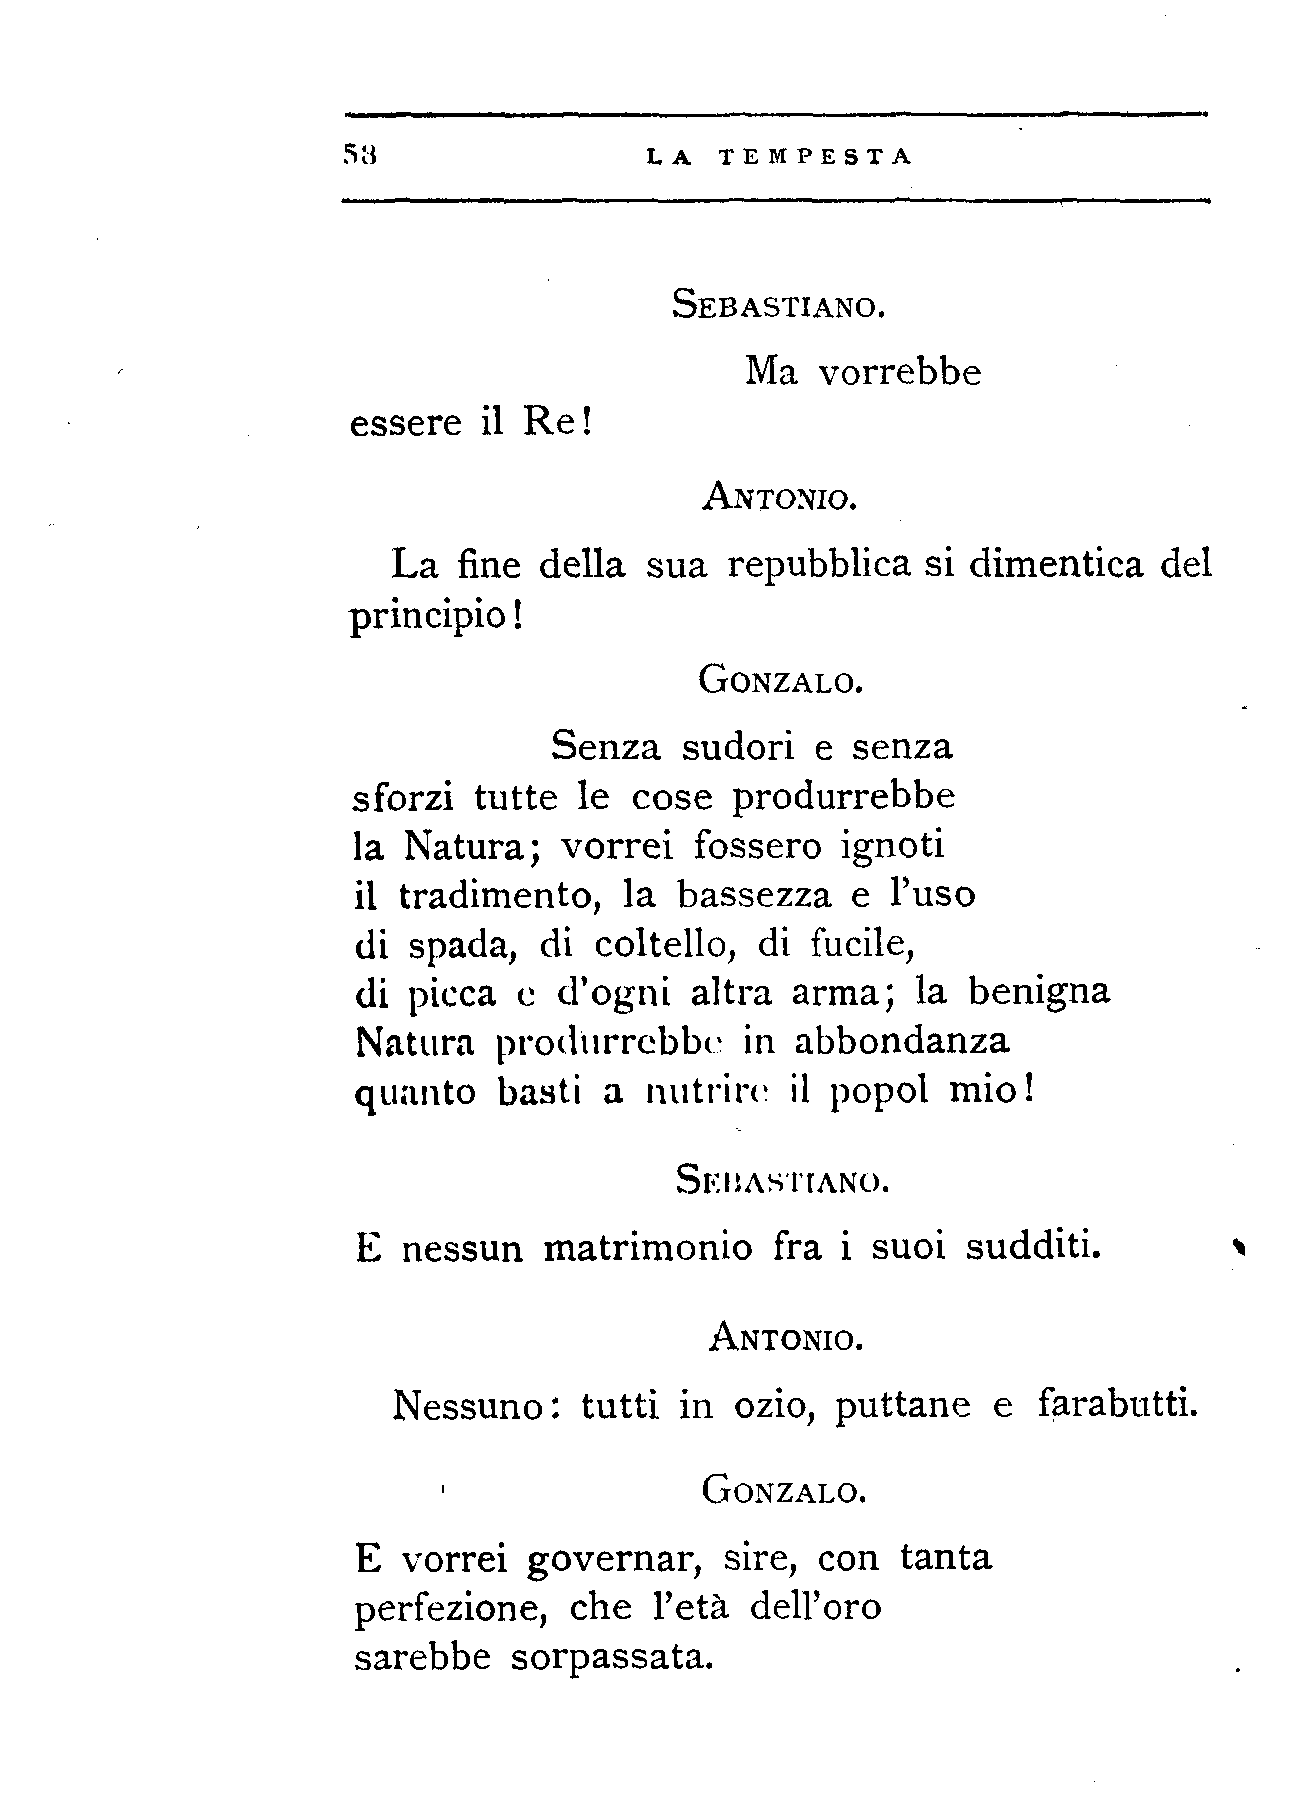 58 LA TEMPESTA
SEBASTIANO.
Ma vorrebbe
essere il Re!
ANTONIO.
La fine della sua repubblica si dimentica del
principio!
GONZALO.
Senza sudori e senza
sforzi tutte le cose produrrebbe
la Natura; vorrei fossero ignoti
il tradimento, la bassezza e l'uso
di spada, di coltello, di fucile,
di picca e d'ogni altra arma; la benigna
Natura produrrebbe in abbondanza
quanto basti a nutrire il popol mio!
SEBASTIANO.
E nessun matrimonio fra i suoi sudditi.
ANTONIO.
Nessuno: tutti in ozio, puttane e farabutti.
GONZALO.
E vorrei governar, sire, con tanta
perfezione, che l'età dell'oro
sarebbe sorpassata.